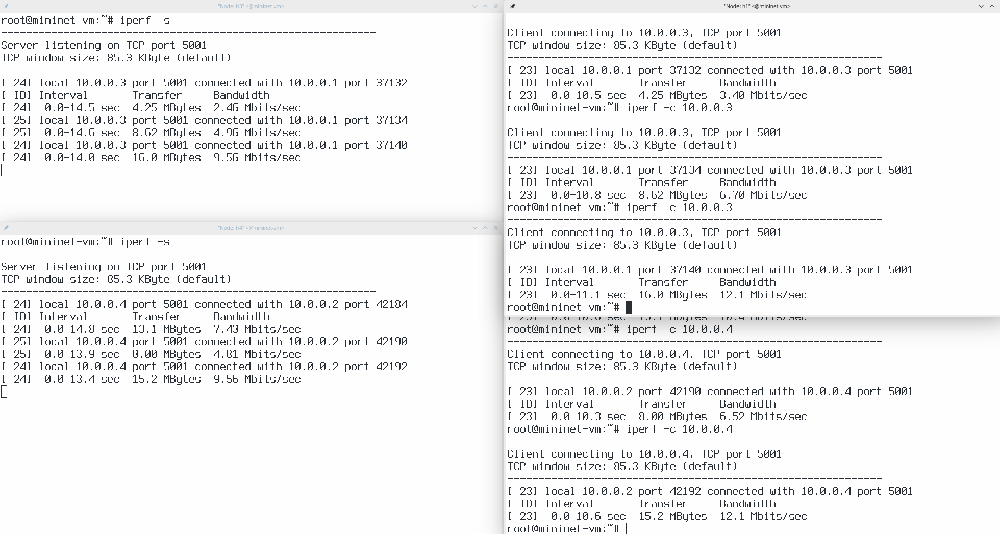 "Node: h3" <@mininet-vm>
root@mininet-vm:~# iperf -s
------------------------------------------------------------
Server listening on TCP port 5001
TCP window size: 85.3 KByte (default)
------------------------------------------------------------
[ 24] local 10.0.0.3 port 5001 connected with 10.0.0.1 port 37132
[ ID] Interval       Transfer     Bandwidth
[ 24]  0.0-14.5 sec  4.25 MBytes  2.46 Mbits/sec
[ 25] local 10.0.0.3 port 5001 connected with 10.0.0.1 port 37134
[ 25]  0.0-14.6 sec  8.62 MBytes  4.96 Mbits/sec
[ 24] local 10.0.0.3 port 5001 connected with 10.0.0.1 port 37140
[ 24]  0.0-14.0 sec  16.0 MBytes  9.56 Mbits/sec
"Node: h4" <@mininet-vm>
root@mininet-vm:~# iperf -s
------------------------------------------------------------
Server listening on TCP port 5001
TCP window size: 85.3 KByte (default)
------------------------------------------------------------
[ 24] local 10.0.0.4 port 5001 connected with 10.0.0.2 port 42184
[ ID] Interval       Transfer     Bandwidth
[ 24]  0.0-14.8 sec  13.1 MBytes  7.43 Mbits/sec
[ 25] local 10.0.0.4 port 5001 connected with 10.0.0.2 port 42190
[ 25]  0.0-13.9 sec  8.00 MBytes  4.81 Mbits/sec
[ 24] local 10.0.0.4 port 5001 connected with 10.0.0.2 port 42192
[ 24]  0.0-13.4 sec  15.2 MBytes  9.56 Mbits/sec
"Node: h1" <@mininet-vm>
------------------------------------------------------------
Client connecting to 10.0.0.3, TCP port 5001
TCP window size: 85.3 KByte (default)
------------------------------------------------------------
[ 23] local 10.0.0.1 port 37132 connected with 10.0.0.3 port 5001
[ ID] Interval       Transfer     Bandwidth
[ 23]  0.0-10.5 sec  4.25 MBytes  3.40 Mbits/sec
root@mininet-vm:~# iperf -c 10.0.0.3
------------------------------------------------------------
Client connecting to 10.0.0.3, TCP port 5001
TCP window size: 85.3 KByte (default)
------------------------------------------------------------
[ 23] local 10.0.0.1 port 37134 connected with 10.0.0.3 port 5001
[ ID] Interval       Transfer     Bandwidth
[ 23]  0.0-10.8 sec  8.62 MBytes  6.70 Mbits/sec
root@mininet-vm:~# iperf -c 10.0.0.3
------------------------------------------------------------
Client connecting to 10.0.0.3, TCP port 5001
TCP window size: 85.3 KByte (default)
------------------------------------------------------------
[ 23] local 10.0.0.1 port 37140 connected with 10.0.0.3 port 5001
[ ID] Interval       Transfer     Bandwidth
[ 23]  0.0-11.1 sec  16.0 MBytes  12.1 Mbits/sec
root@mininet-vm:~#
sec 13.1 MBytes 10.4 Mbits/sec
root@mininet-vm:~# iperf -c 10.0.0.4
------------------------------------------------------------
Client connecting to 10.0.0.4, TCP port 5001
TCP window size: 85.3 KByte (default)
------------------------------------------------------------
[ 23] local 10.0.0.2 port 42190 connected with 10.0.0.4 port 5001
[ ID] Interval       Transfer     Bandwidth
[ 23]  0.0-10.3 sec  8.00 MBytes  6.52 Mbits/sec
root@mininet-vm:~# iperf -c 10.0.0.4
------------------------------------------------------------
Client connecting to 10.0.0.4, TCP port 5001
TCP window size: 85.3 KByte (default)
------------------------------------------------------------
[ 23] local 10.0.0.2 port 42192 connected with 10.0.0.4 port 5001
[ ID] Interval       Transfer     Bandwidth
[ 23]  0.0-10.6 sec  15.2 MBytes  12.1 Mbits/sec
root@mininet-vm:~#